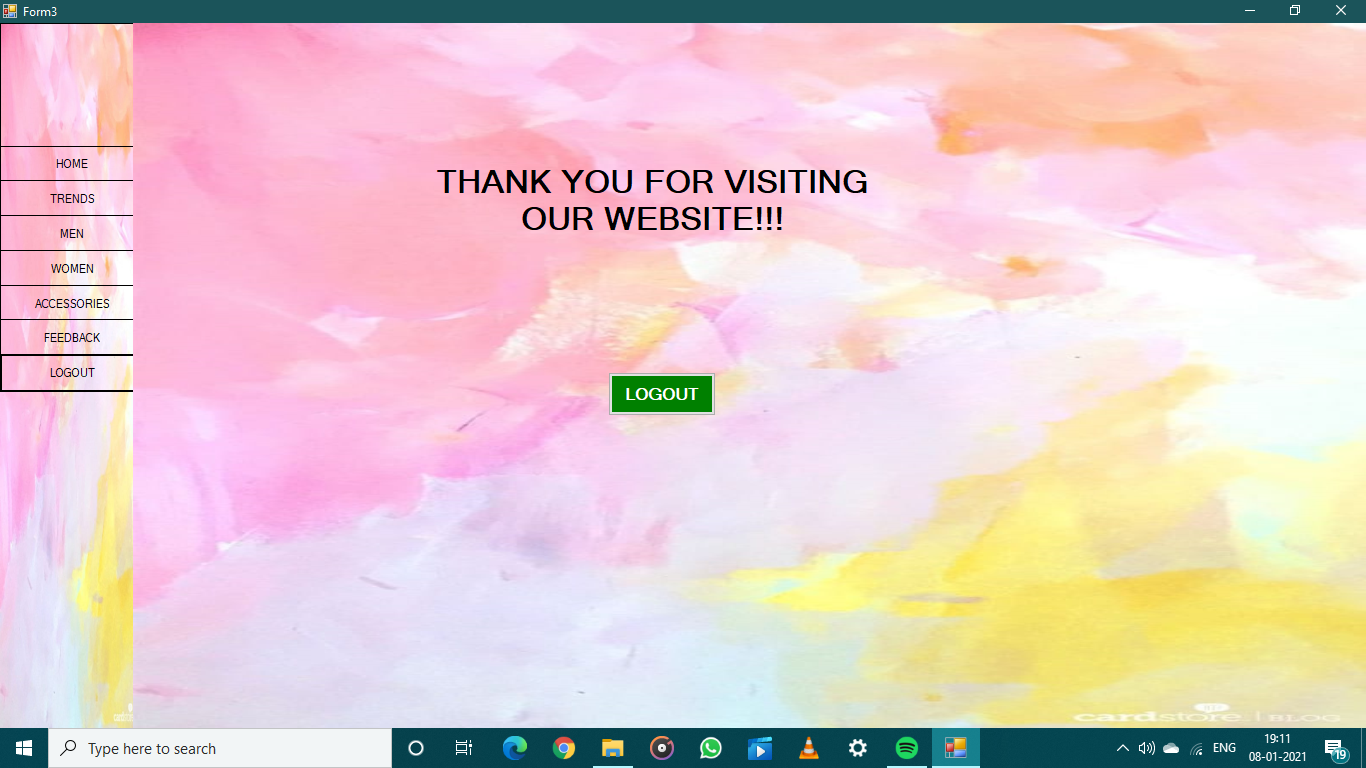 Form3
HOME
TRENDS
MEN
WOMEN
ACCESSORIES
FEEDBACK
LOGOUT
THANK YOU FOR VISITING
OUR WEBSITE!!!
LOGOUT
cardstore | BLOG
Type here to search
ENG
19:11
08-01-2021
19